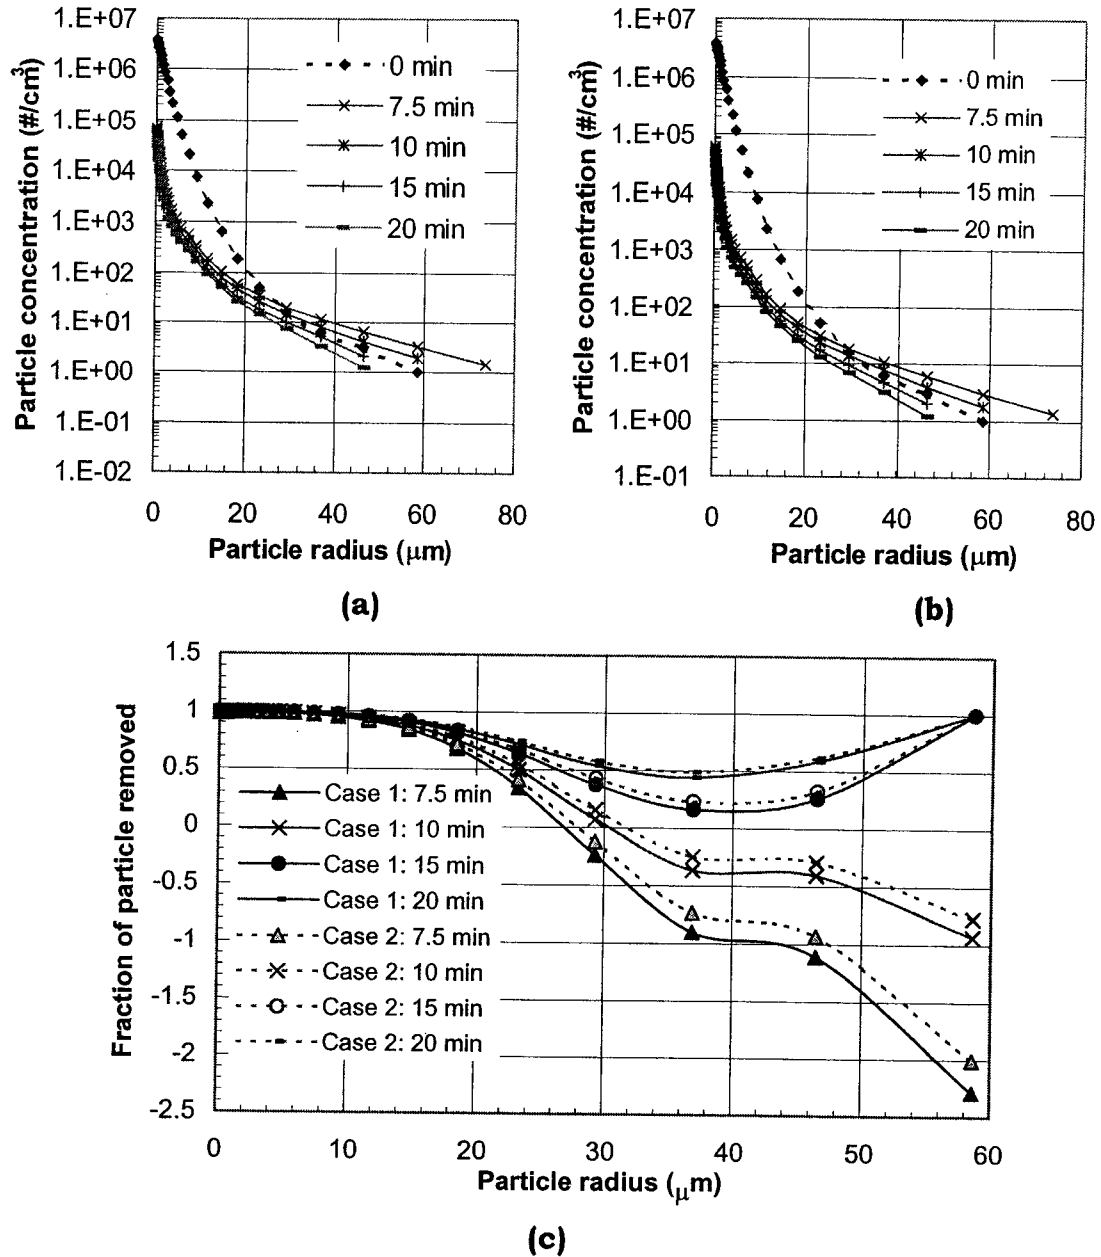 1.E+07
1.E+06
1.E+05
1.E+04
1.E+03
1.E+02
1.E+01
1.E+00
1.E-01
1.E-02
Particle concentration (#/cm³)
0 min
7.5 min
10 min
15 min
20 min
0 20 40 60 80
Particle radius (μm)
(a)
1.E+07
1.E+06
1.E+05
1.E+04
1.E+03
1.E+02
1.E+01
1.E+00
1.E-01
Particle concentration (#/cm³)
0 min
7.5 min
10 min
15 min
20 min
0 20 40 60 80
Particle radius (μm)
(b)
1.5
1
0.5
0
-0.5
-1
-1.5
-2
-2.5
Fraction of particle removed
Case 1: 7.5 min
Case 1: 10 min
Case 1: 15 min
Case 1: 20 min
Case 2: 7.5 min
Case 2: 10 min
Case 2: 15 min
Case 2: 20 min
0 10 20 30 40 50 60
Particle radius (μm)
(c)